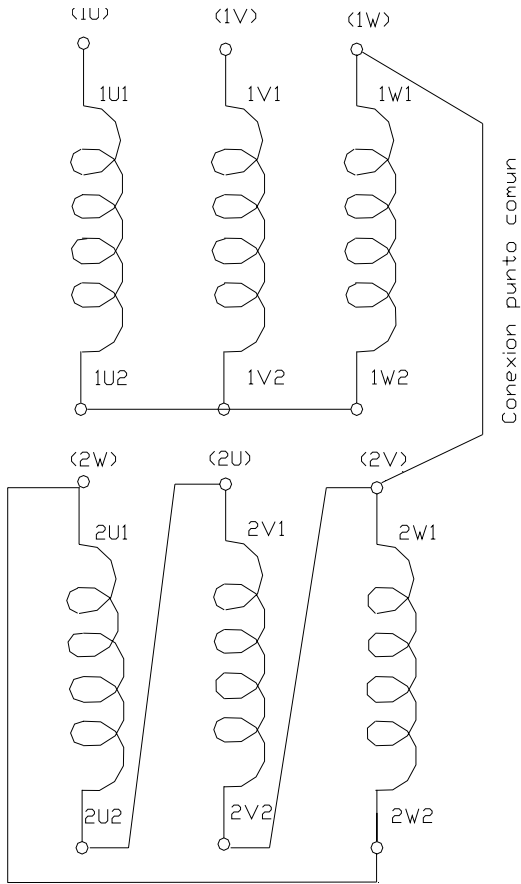 (1U) (1V) (1W)
1U1 1V1 1W1
Conexion punto comun
1U2 1V2 1W2
(2W) (2U) (2V)
2U1 2V1 2W1
2U2 2V2 2W2